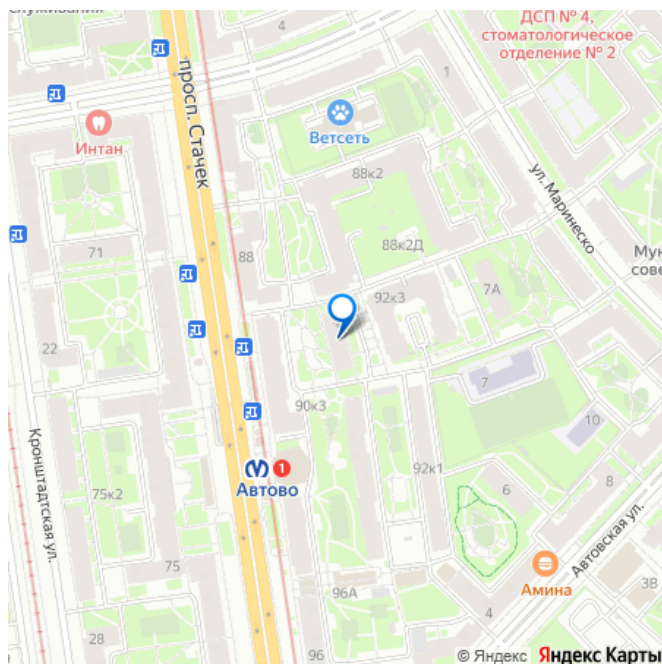 служивания
4
ДСП № 4,
стоматологическое
отделение № 2
просп. Стачек
1
Интан
Ветсеть
ул. Маринеско
88к2
71
88
88к2Д
Мун
сове
92к3
7А
22
7
90к3
10
Кронштадтская ул.
1
Автово
92к1
75к2
6
8
Автовская ул.
75
96А
Амина
3В
4
28
96
© Яндекс Яндекс Карты